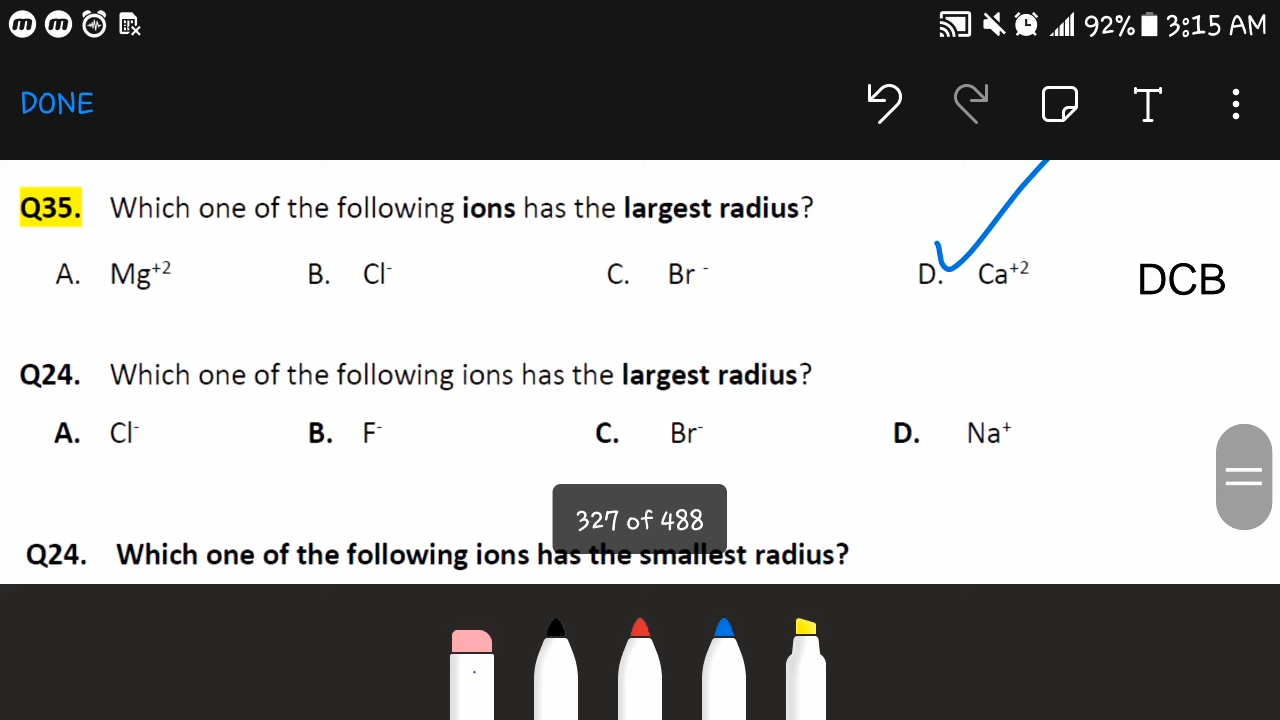 m m 92% 3:15 AM
DONE T
Q35. Which one of the following ions has the largest radius?
A. Mg⁺² B. Cl⁻ C. Br ⁻ D. Ca⁺² DCB
Q24. Which one of the following ions has the largest radius?
A. Cl⁻ B. F⁻ C. Br⁻ D. Na⁺
327 of 488
Q24. Which one of the following ions has the smallest radius?